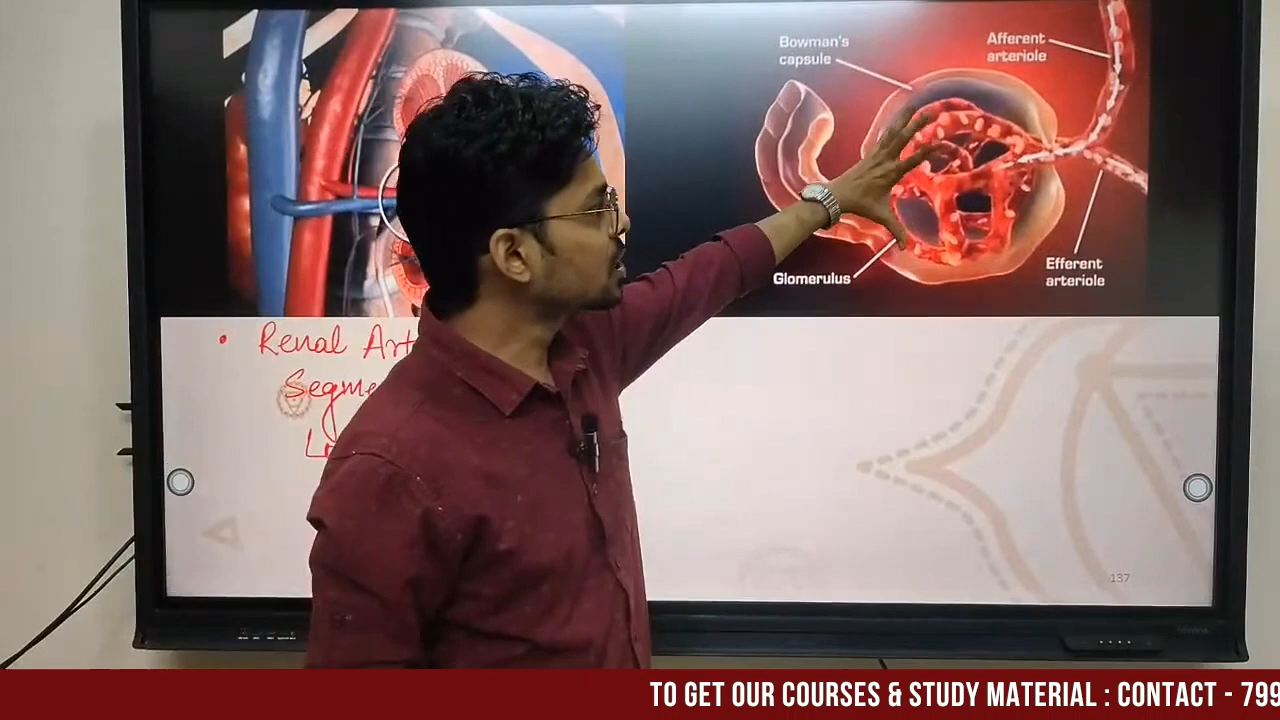 Bowman's
capsule
Afferent
arteriole
Glomerulus
Efferent
arteriole
• Renal Art
Segme
137
TO GET OUR COURSES & STUDY MATERIAL : CONTACT - 799